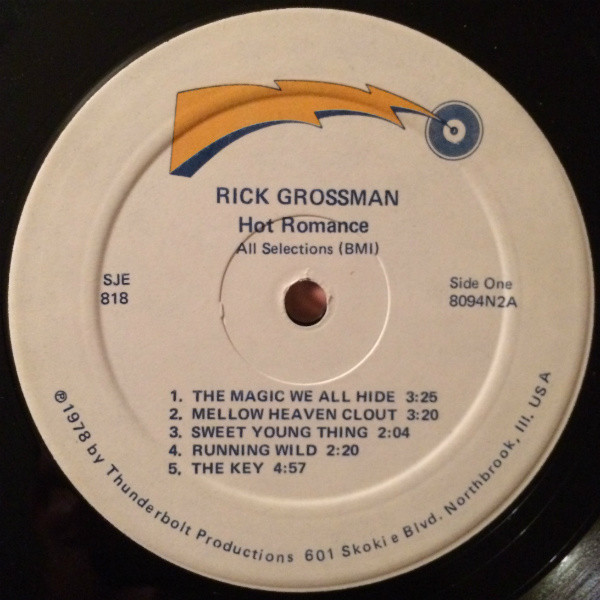 RICK GROSSMAN
Hot Romance
All Selections (BMI)
SJE
818
Side One
8094N2A
1. THE MAGIC WE ALL HIDE 3:25
2. MELLOW HEAVEN CLOUT 3:20
3. SWEET YOUNG THING 2:04
4. RUNNING WILD 2:20
5. THE KEY 4:57
℗1978 by Thunderbolt Productions 601 Skokie Blvd. Northbrook, Ill. USA